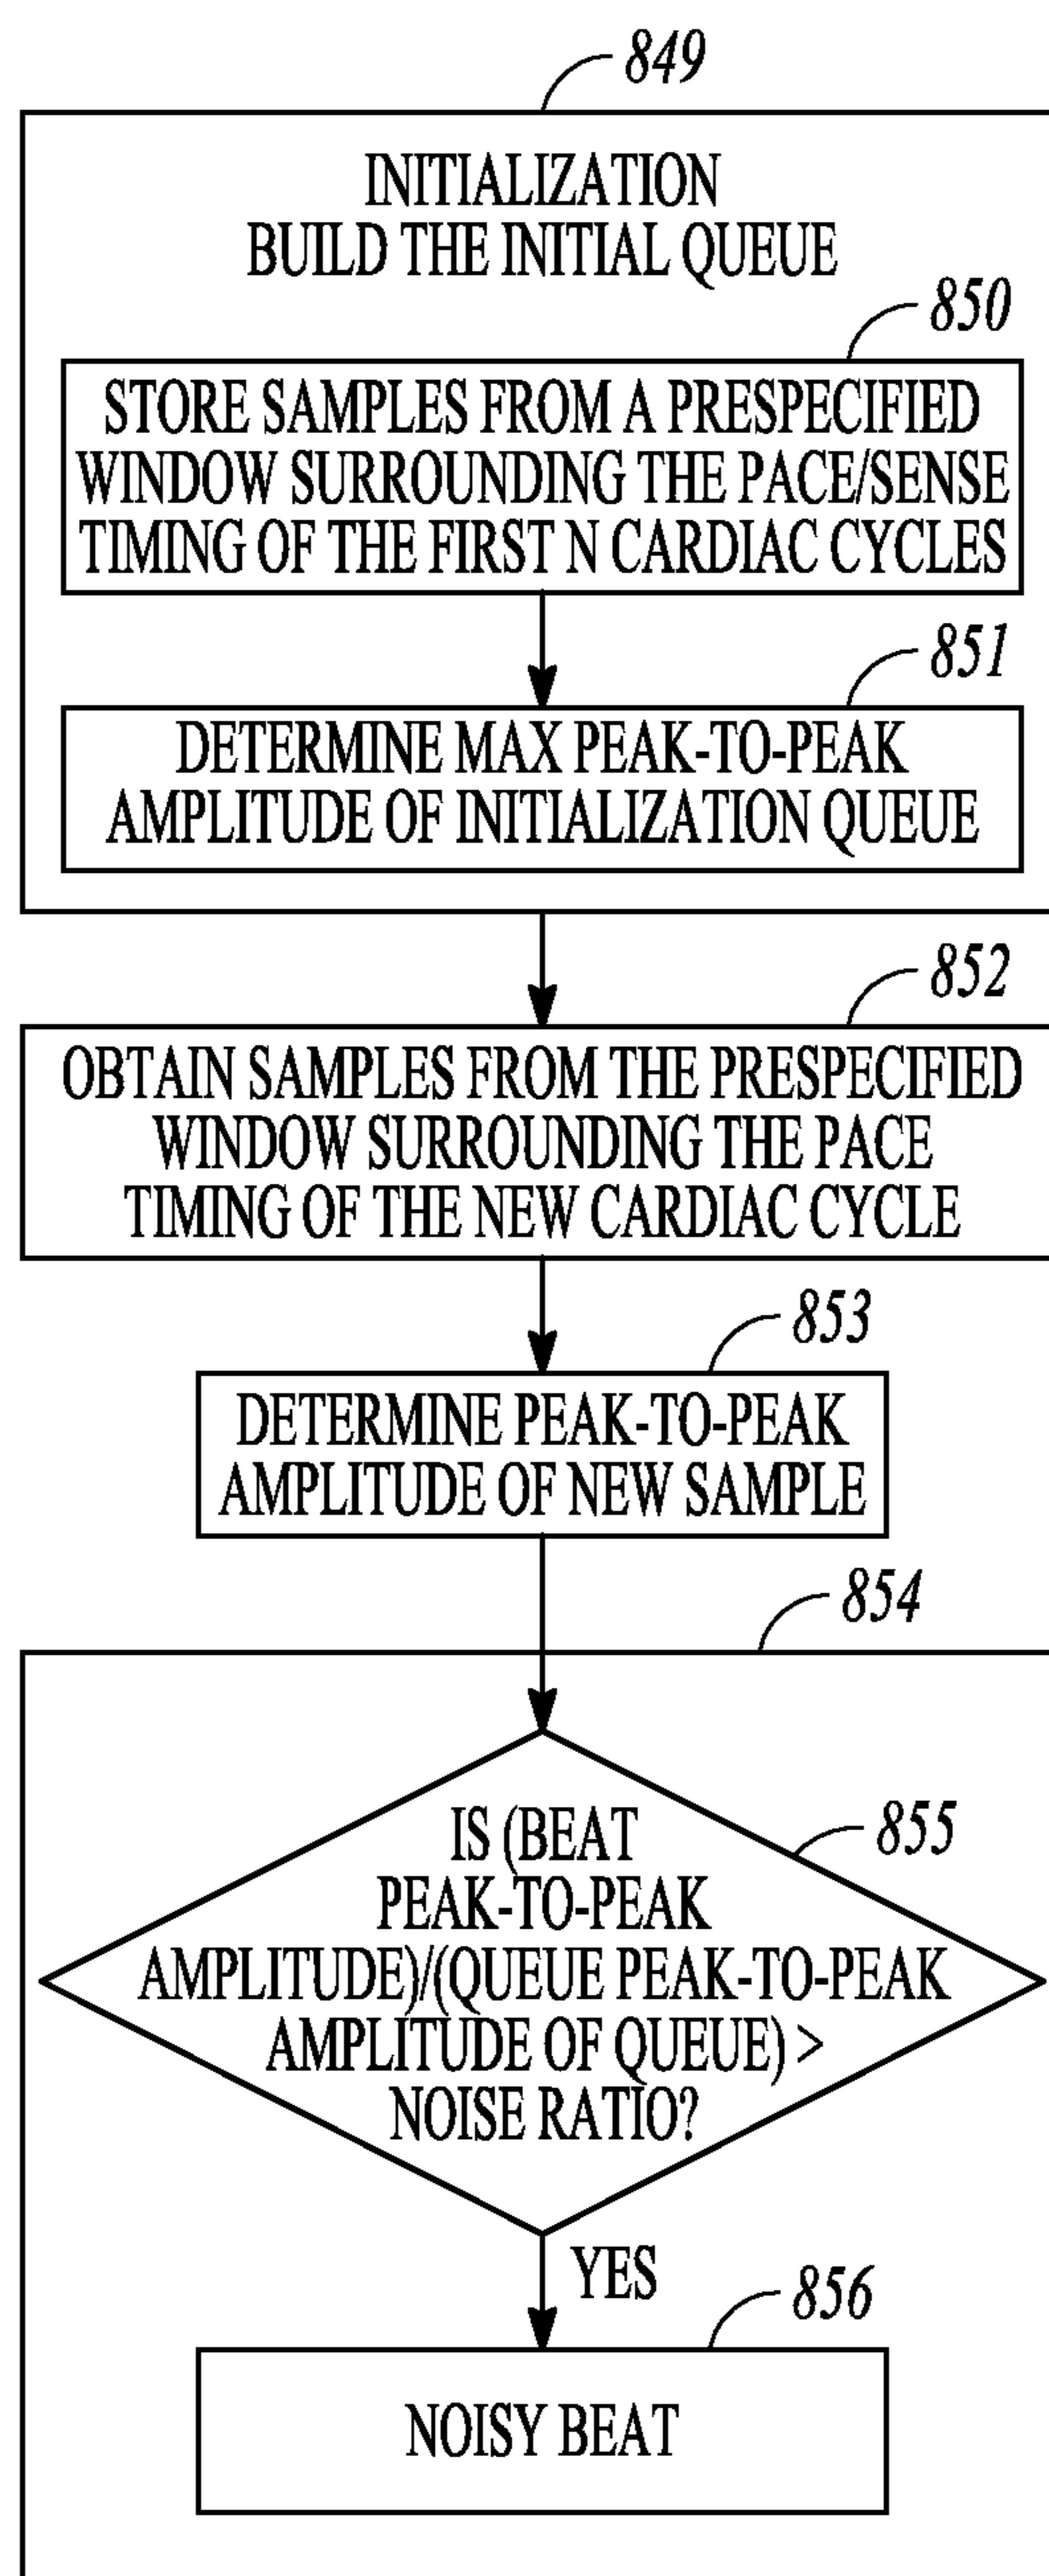 849
INITIALIZATION
BUILD THE INITIAL QUEUE
850
STORE SAMPLES FROM A PRESPECIFIED
WINDOW SURROUNDING THE PACE/SENSE
TIMING OF THE FIRST N CARDIAC CYCLES
851
DETERMINE MAX PEAK-TO-PEAK
AMPLITUDE OF INITIALIZATION QUEUE
852
OBTAIN SAMPLES FROM THE PRESPECIFIED
WINDOW SURROUNDING THE PACE
TIMING OF THE NEW CARDIAC CYCLE
853
DETERMINE PEAK-TO-PEAK
AMPLITUDE OF NEW SAMPLE
854
855
IS (BEAT
PEAK-TO-PEAK
AMPLITUDE)/(QUEUE PEAK-TO-PEAK
AMPLITUDE OF QUEUE) >
NOISE RATIO?
YES
856
NOISY BEAT